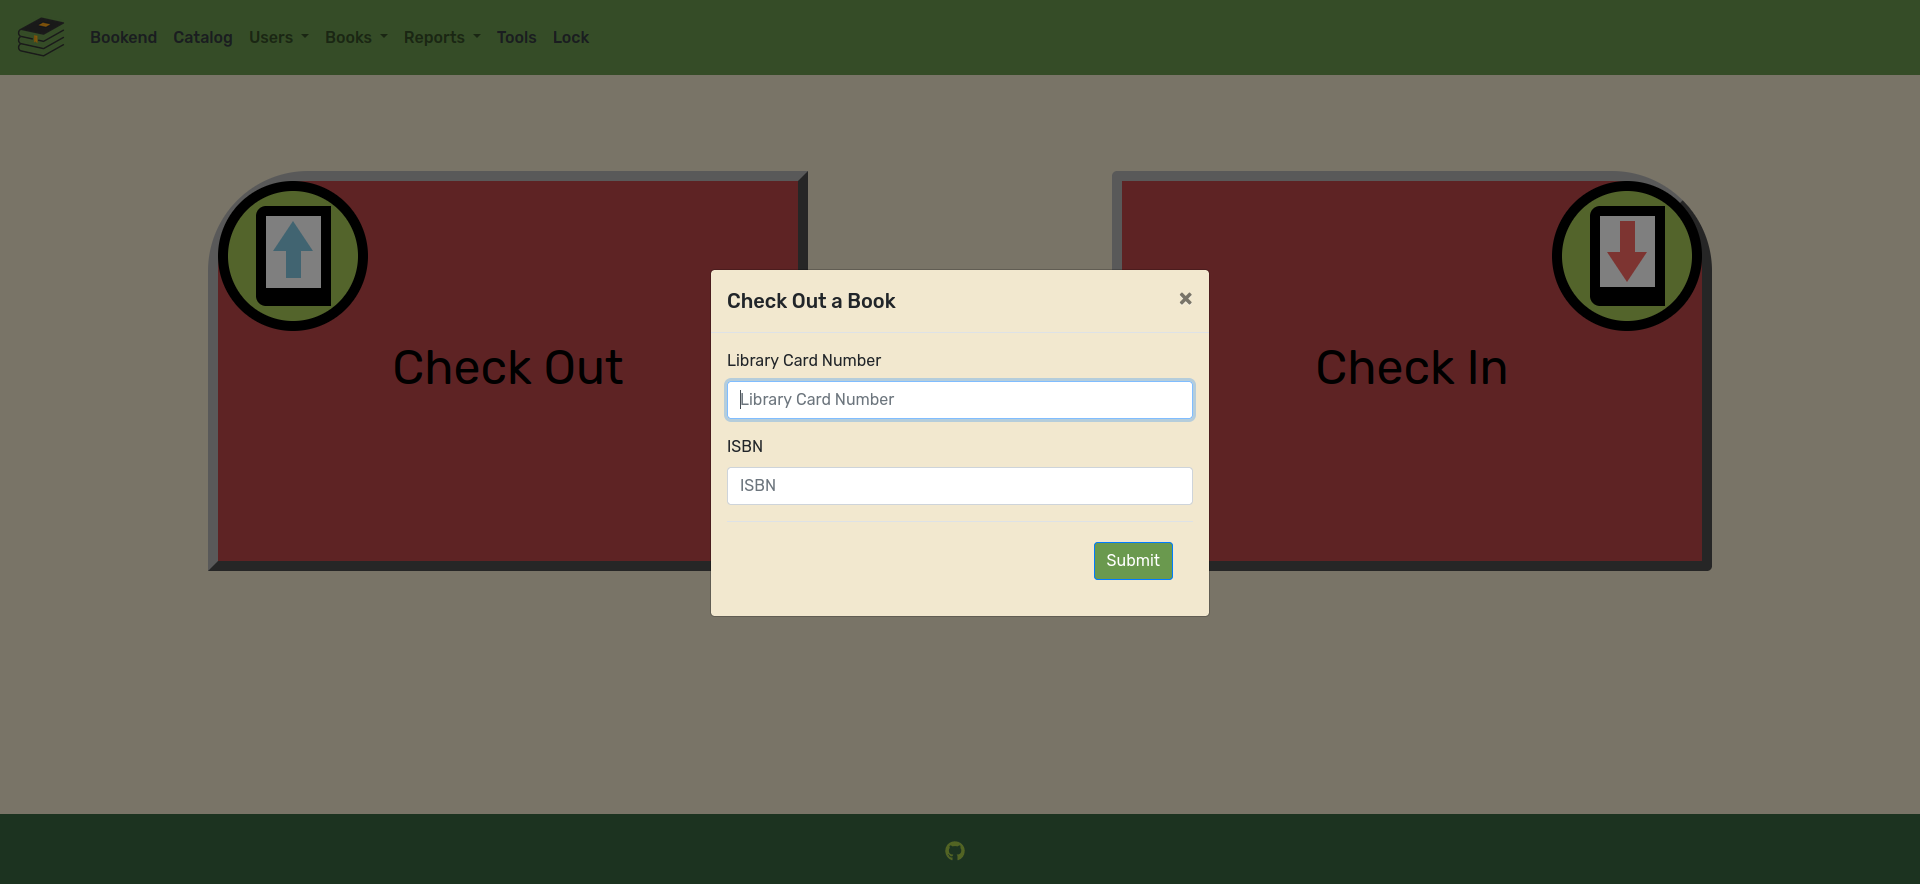 Bookend Catalog Users Books Reports Tools Lock
Check Out
Check In
Check Out a Book ×
Library Card Number
Library Card Number
ISBN
ISBN
Submit